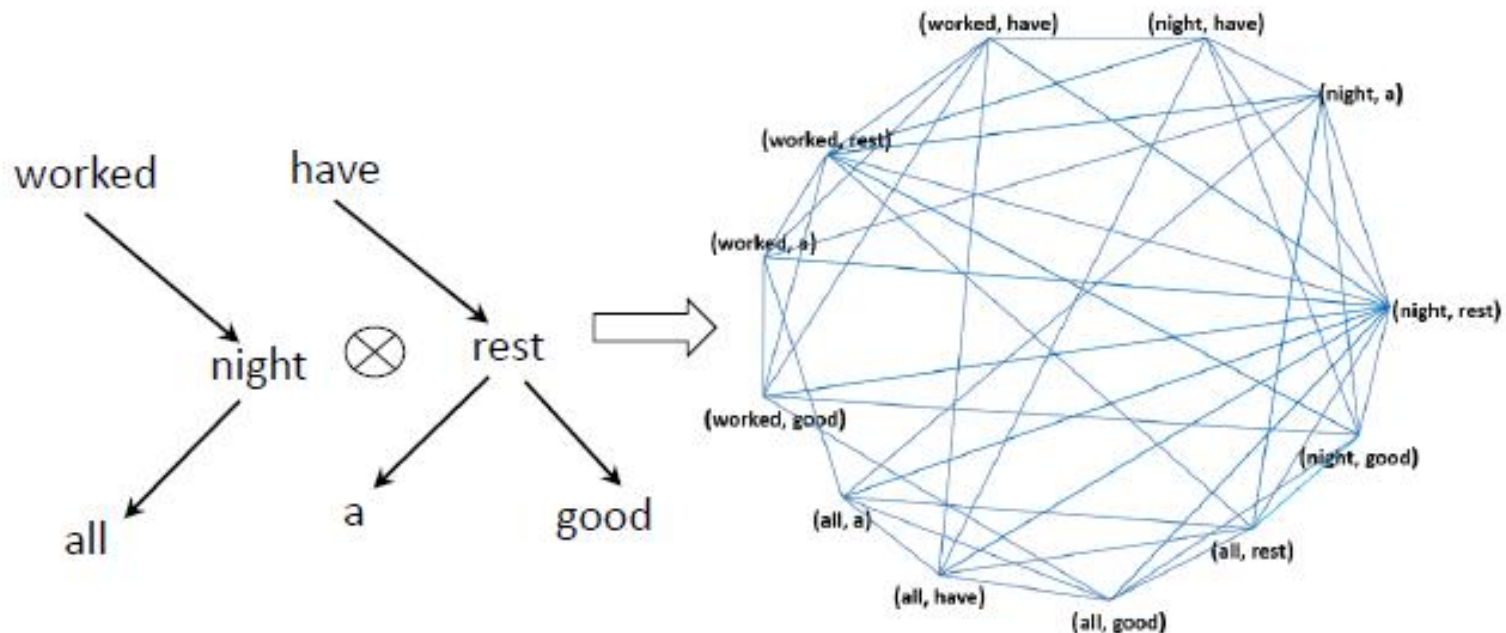 worked
have
night
rest
all
a
good
(worked, have)
(night, have)
(night, a)
(worked, rest)
(worked, a)
(night, rest)
(worked, good)
(night, good)
(all, a)
(all, rest)
(all, have)
(all, good)